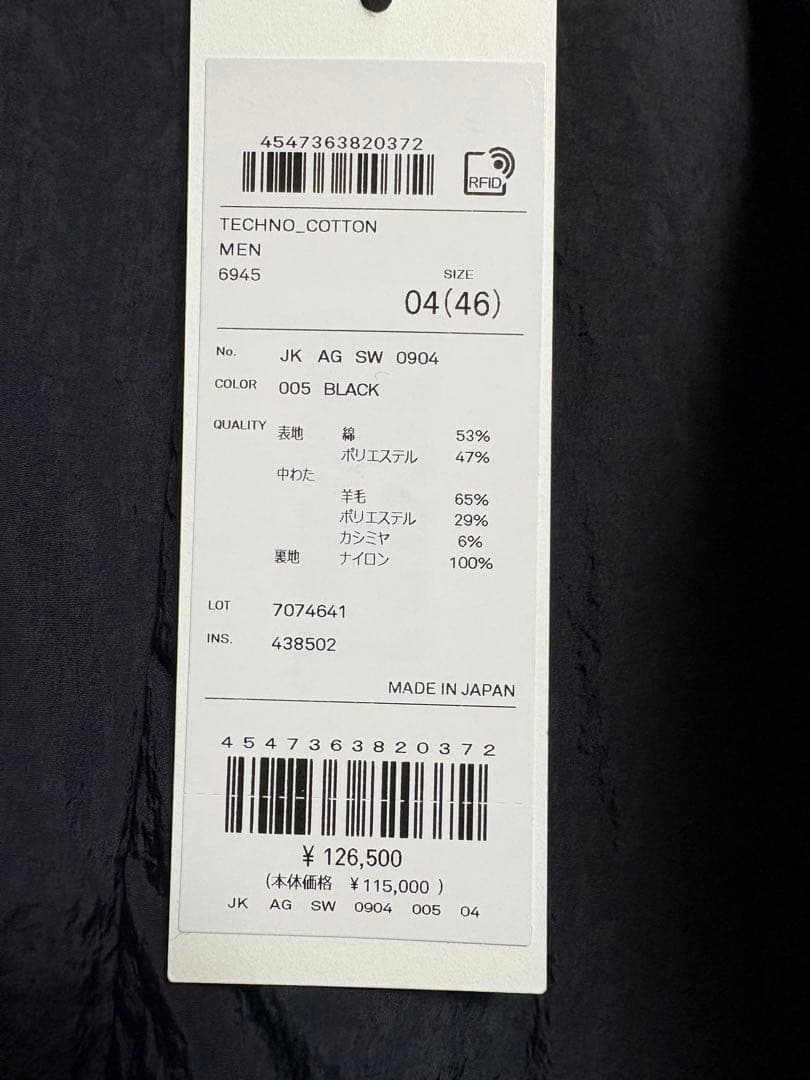 4547363820372
RFID
TECHNO_COTTON
MEN
6945
SIZE
04(46)
No. JK AG SW 0904
COLOR 005 BLACK
QUALITY 表地 綿 53%
ポリエステル 47%
中わた
羊毛 65%
ポリエステル 29%
カシミヤ 6%
裏地 ナイロン 100%
LOT 7074641
INS. 438502
MADE IN JAPAN
4547363820372
¥ 126,500
(本体価格 ¥115,000 )
JK AG SW 0904 005 04